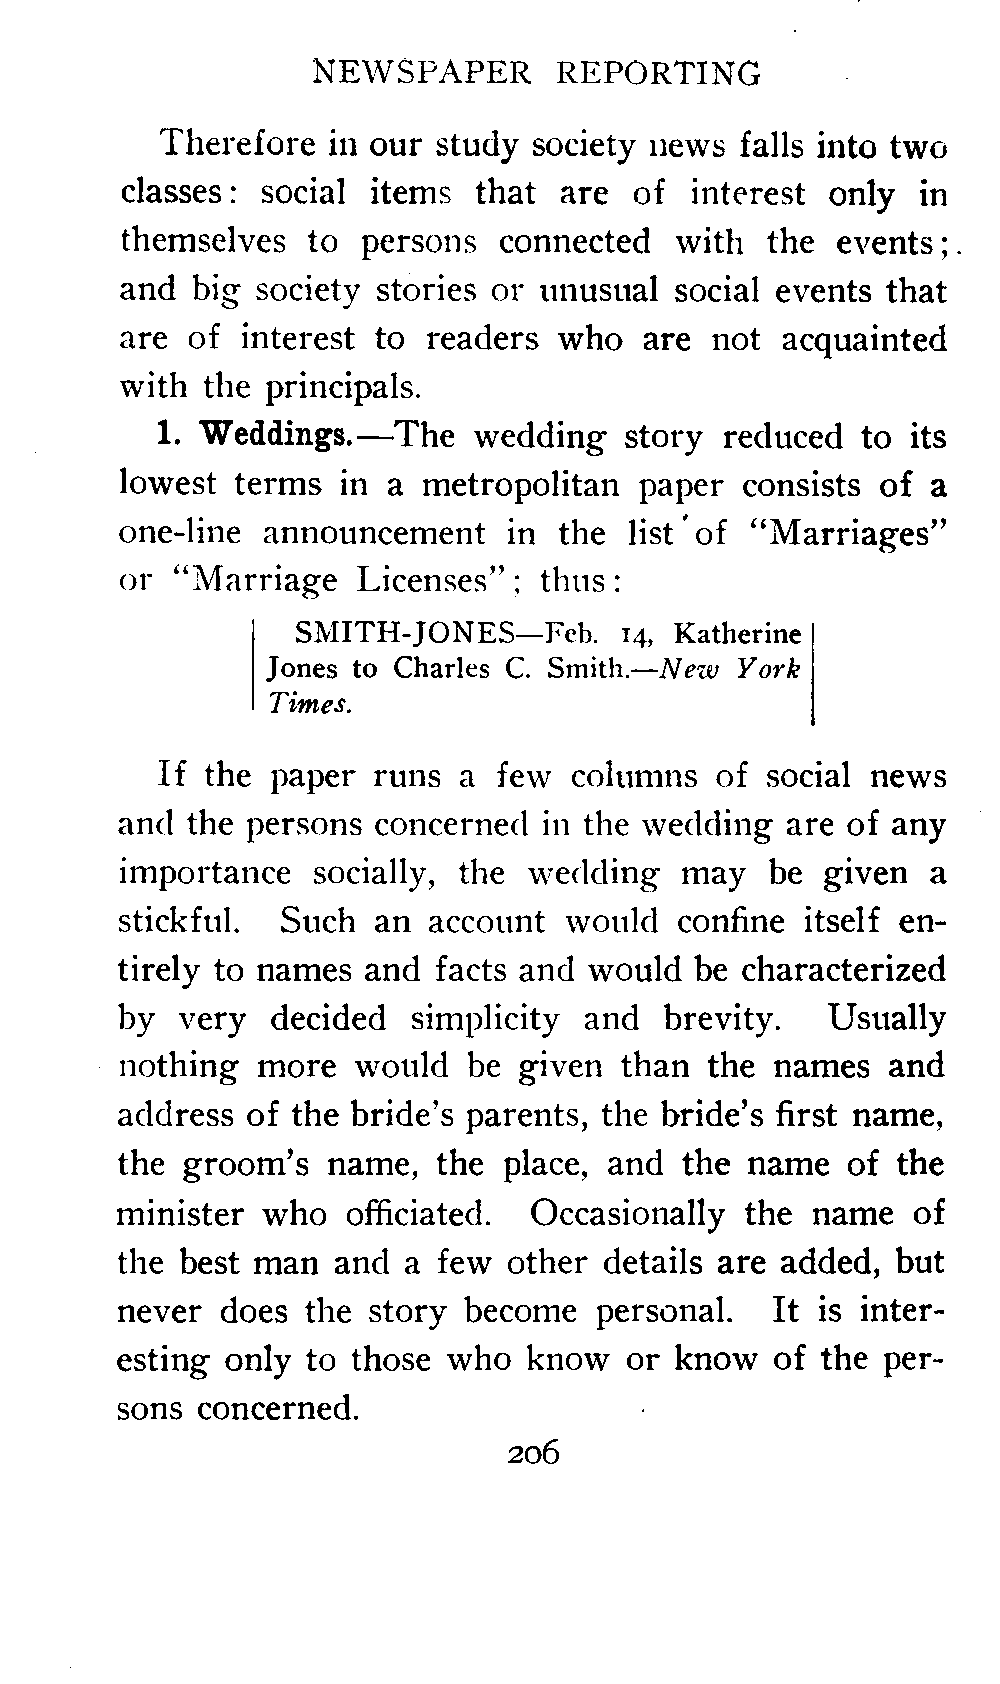 NEWSPAPER REPORTING
Therefore in our study society news falls into two
classes: social items that are of interest only in
themselves to persons connected with the events;
and big society stories or unusual social events that
are of interest to readers who are not acquainted
with the principals.
1. Weddings.—The wedding story reduced to its
lowest terms in a metropolitan paper consists of a
one-line announcement in the list of “Marriages”
or “Marriage Licenses”; thus:
SMITH-JONES—Feb. 14, Katherine
Jones to Charles C. Smith.—New York
Times.
If the paper runs a few columns of social news
and the persons concerned in the wedding are of any
importance socially, the wedding may be given a
stickful. Such an account would confine itself en-
tirely to names and facts and would be characterized
by very decided simplicity and brevity. Usually
nothing more would be given than the names and
address of the bride’s parents, the bride’s first name,
the groom’s name, the place, and the name of the
minister who officiated. Occasionally the name of
the best man and a few other details are added, but
never does the story become personal. It is inter-
esting only to those who know or know of the per-
sons concerned.
206